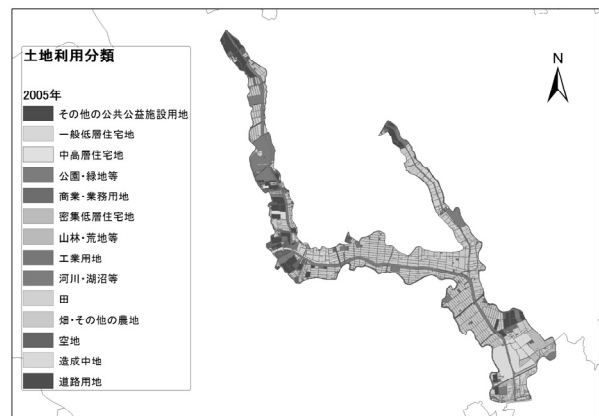 土地利用分類
2005年
その他の公共公益施設用地
一般低層住宅地
中高層住宅地
公園・緑地等
商業・業務用地
密集低層住宅地
山林・荒地等
工業用地
河川・湖沼等
田
畑・その他の農地
空地
造成中地
道路用地
N